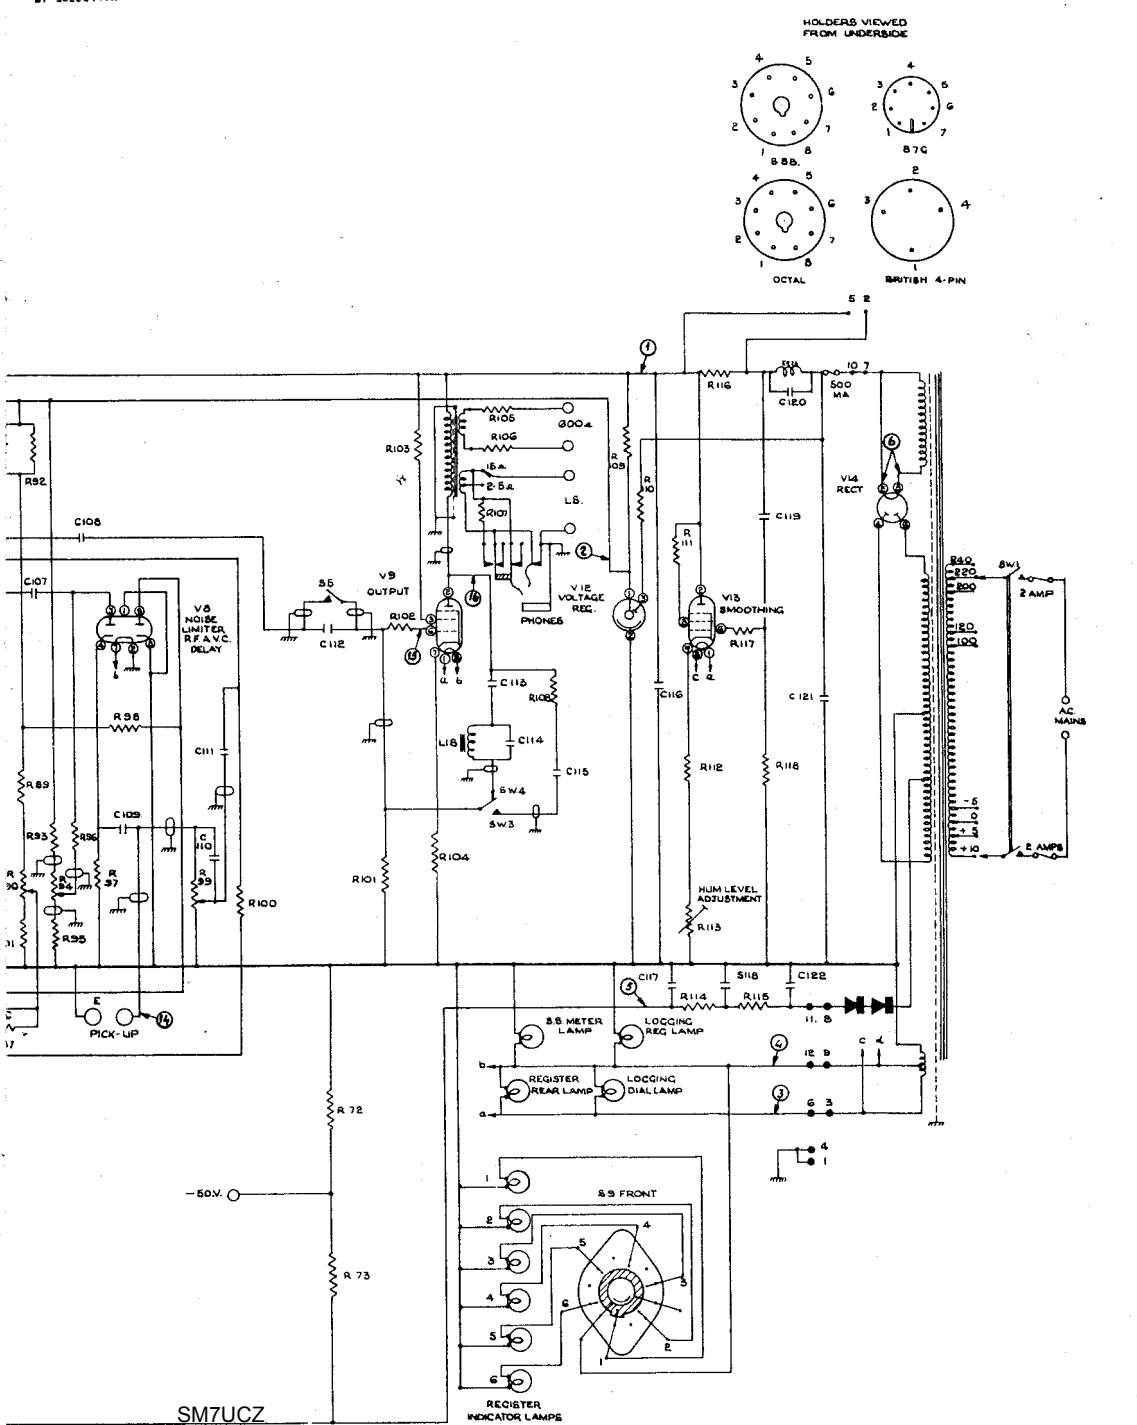 HOLDERS VIEWED
FROM UNDERSIDE
4 5
3 6
2 7
1 8
B8B.
4
3 5
2 6
1 7
B7G
4 5
3 6
2 7
1 8
OCTAL
2
3 4
1
BRITISH 4-PIN
5 2
1
R116
C120
500
MA
10 7
R105
600Ω
R106
R103
15Ω
2.5Ω
LS.
R107
R92
C108
6
V14
RECT
C119
2
16
PHONES
V12
VOLTAGE
REG.
R
111
V13
SMOOTHING
R117
C107
V8
NOISE
LIMITER
R.F.A.V.C.
DELAY
S5
C112
V9
OUTPUT
R102
15
a b
C113
R108
C116
c d
C121
240
220
200
120
100
SW.1
2 AMP
A.C.
MAINS
R98
C111
L18
C114
C115
SW.4
SW.3
R112
R118
R89
C109
R93
R96
C
110
R
97
R
94
R
99
R95
R100
R101
R104
-5
0
+5
+10
2 AMPS
HUM LEVEL
ADJUSTMENT
R113
E
PICK-UP
14
5
C117
S118
C122
R114
R115
11. 8
S.S METER
LAMP
LOGGING
REG LAMP
b
4
12 9
c d
REGISTER
REAR LAMP
LOGGING
DIAL LAMP
a
3
6 3
R 72
4
1
-50.V.
R 73
S9 FRONT
1
2
3
4
5
6
4
5
3
6
2
1
REGISTER
INDICATOR LAMPS
SM7UCZ